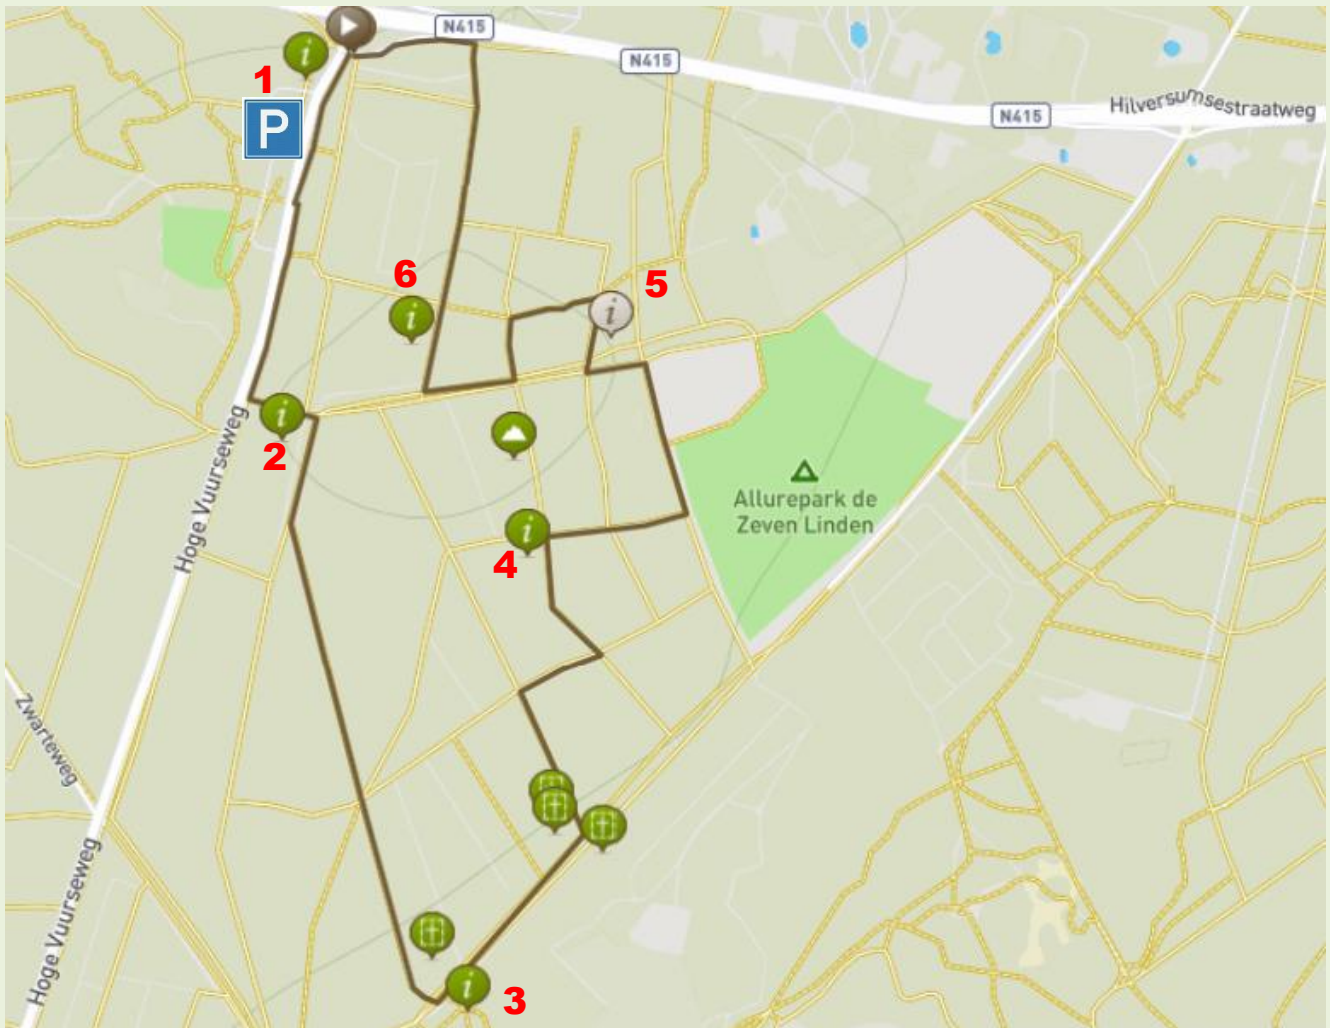 N415
N415
N415
Hilversumsestraatweg
1
P
6
5
2
Hoge Vuurseweg
Allurepark de
Zeven Linden
4
Zwarteweg
Hoge Vuurseweg
3